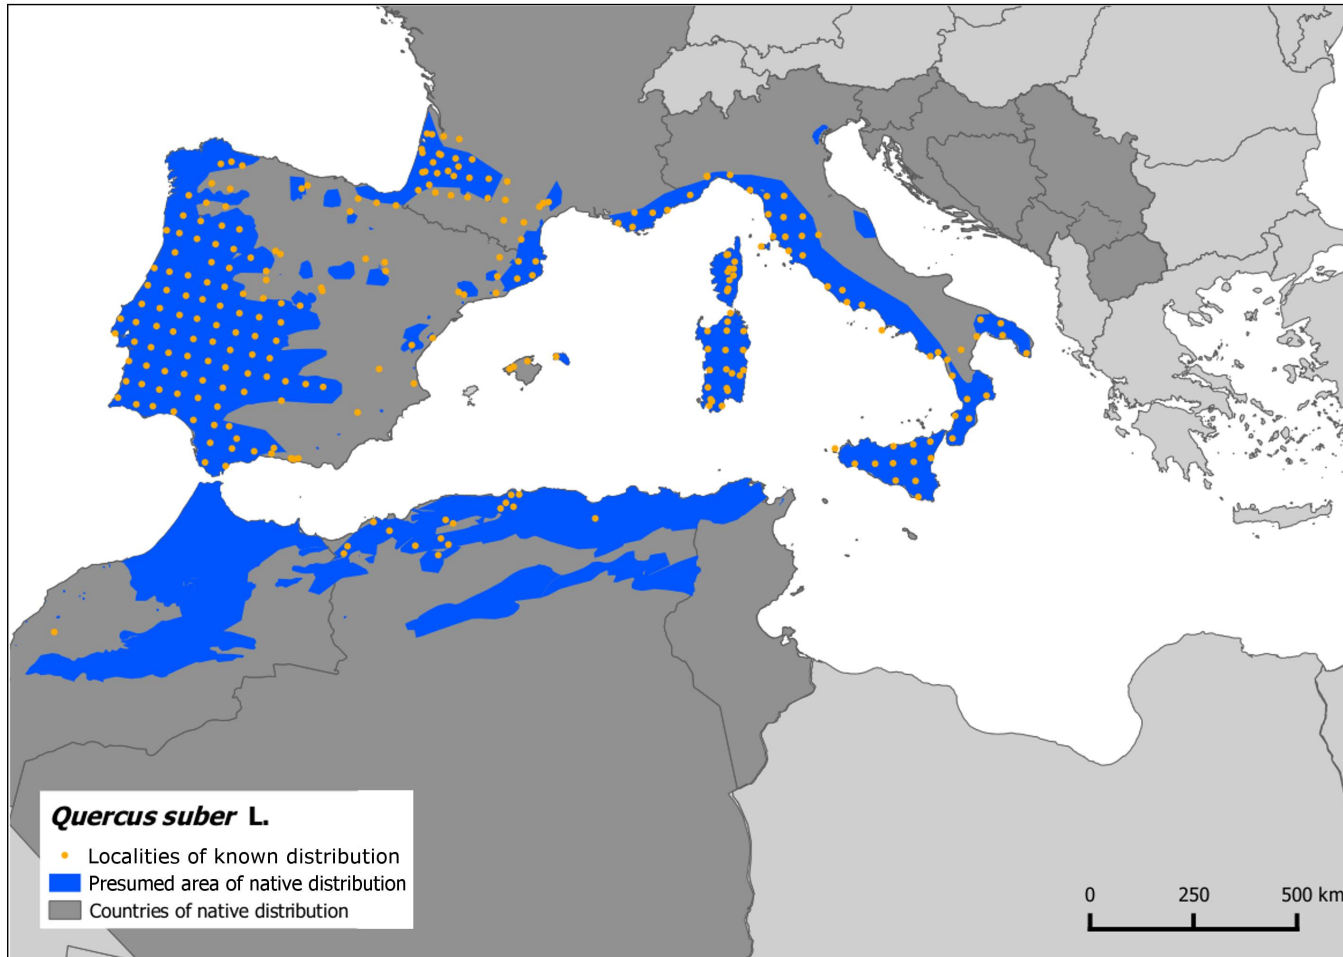 Quercus suber L.
Localities of known distribution
Presumed area of native distribution
Countries of native distribution
0 250 500 km